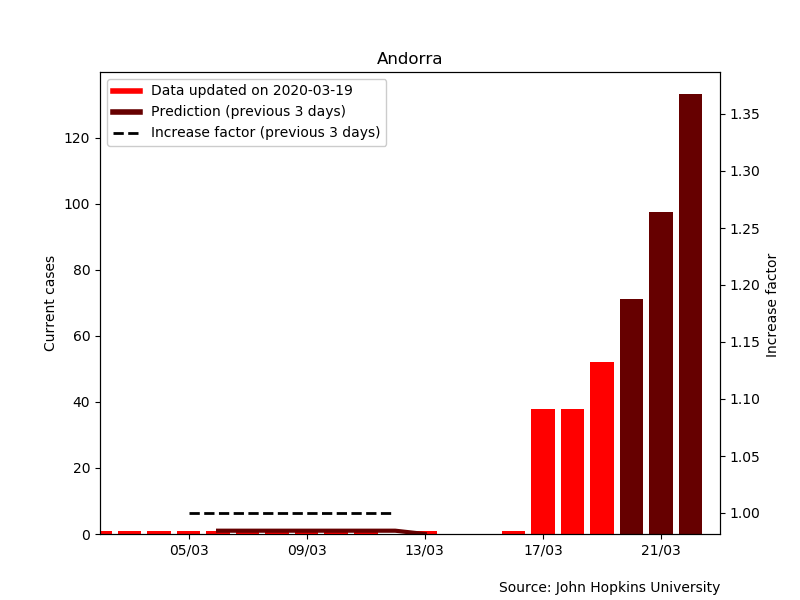 Andorra
Data updated on 2020-03-19
Prediction (previous 3 days)
Increase factor (previous 3 days)
Current cases
120
100
80
60
40
20
0
1.35
1.30
1.25
1.20
1.15
1.10
1.05
1.00
Increase factor
05/03 09/03 13/03 17/03 21/03
Source: John Hopkins University